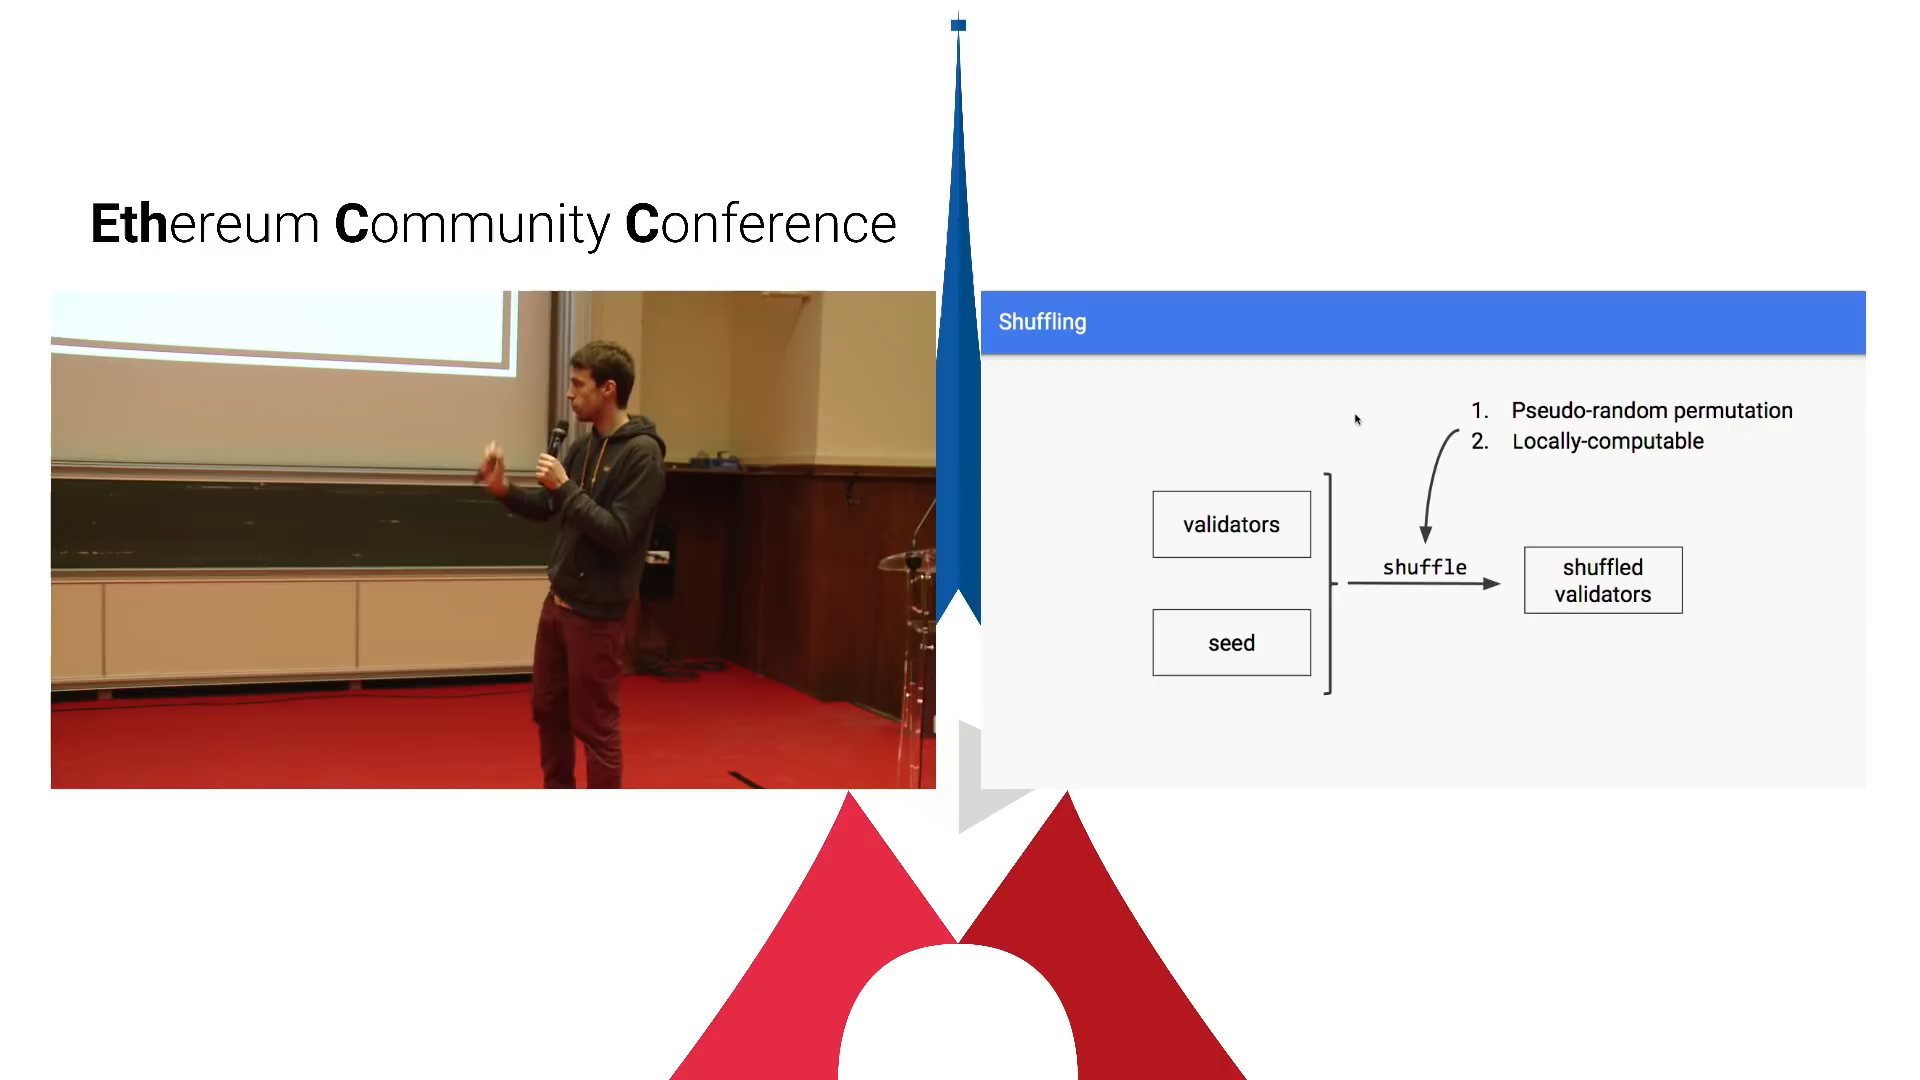 Ethereum Community Conference
Shuffling
1. Pseudo-random permutation
2. Locally-computable
validators
shuffle
shuffled
validators
seed